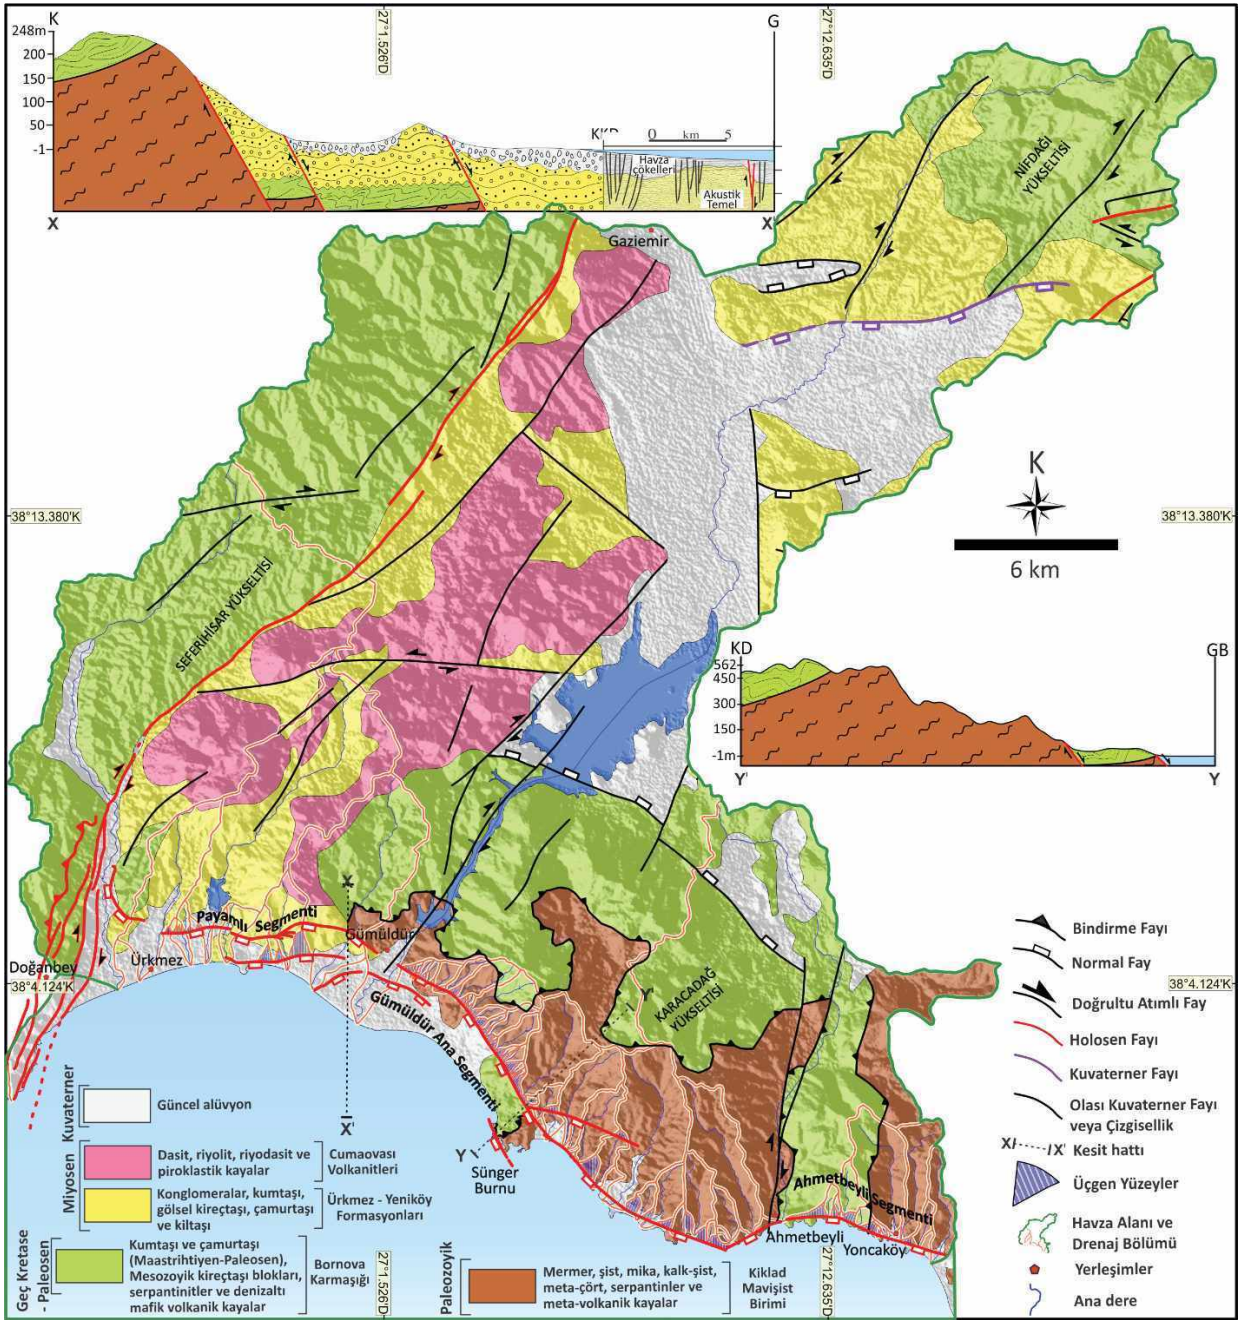 K
G
248m
200
150
100
50
-1
X
27°1.526'D
27°12.635'D
0 km 5
Havza
çökelleri
Akustik
Temel
X'
Gaziemir
NİFDAĞI
YÜKSELTİSİ
38°13.380'K
38°13.380'K
K
6 km
SEFERİHİSAR YÜKSELTİSİ
KD
GB
562
450
300
150
-1m
Y'
Y
X
Payamlı Segmenti
Gümüldür
Doğanbey
Ürkmez
38°4.124'K
38°4.124'K
Gümüldür Ana Segmenti
KARACADAĞ
YÜKSELTİSİ
Y'
X'
Y
Sünger
Burnu
Ahmetbeyli Segmenti
Ahmetbeyli
Yoncaköy
Bindirme Fayı
Normal Fay
Doğrultu Atımlı Fay
Holosen Fayı
Kuvaterner Fayı
Olası Kuvaterner Fayı
veya Çizgisellik
X X' Kesit hattı
Üçgen Yüzeyler
Havza Alanı ve
Drenaj Bölümü
Yerleşimler
Ana dere
Kuvaterner
Güncel alüvyon
Miyosen
Dasit, riyolit, riyodasit ve
piroklastik kayalar
Cumaovası
Volkanitleri
Konglomeralar, kumtaşı,
gölsel kireçtaşı, çamurtaşı
ve kiltaşı
Ürkmez - Yeniköy
Formasyonları
Geç Kretase
- Paleosen
Kumtaşı ve çamurtaşı
(Maastrihtiyen-Paleosen),
Mesozoyik kireçtaşı blokları,
serpantinitler ve denizaltı
mafik volkanik kayalar
Bornova
Karmaşığı
Paleozoyik
Mermer, şist, mika, kalk-şist,
meta-çört, serpantinler ve
meta-volkanik kayalar
Kiklad
Mavişist
Birimi
27°1.526'D
27°12.635'D